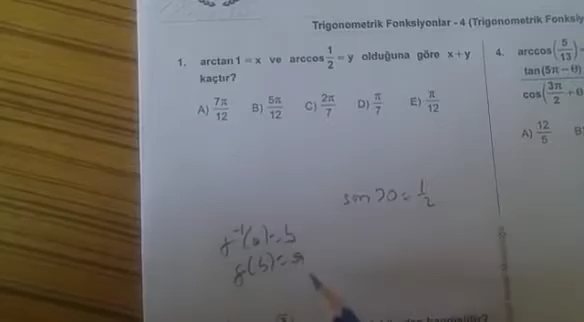 Trigonometrik Fonksiyonlar - 4 (Trigonometrik Fonksiy
1. arctan 1 = x ve arccos 1/2 = y olduğuna göre x+y
kaçtır?
A) 7π/12 B) 5π/12 C) 2π/7 D) π/7 E) π/12
4. arccos(5/13) =
tan(5π − θ)
cos(3π/2 + θ
A) 12/5 B)
sin 30 = 1/2
f⁻¹(a) = b
f(b) = a